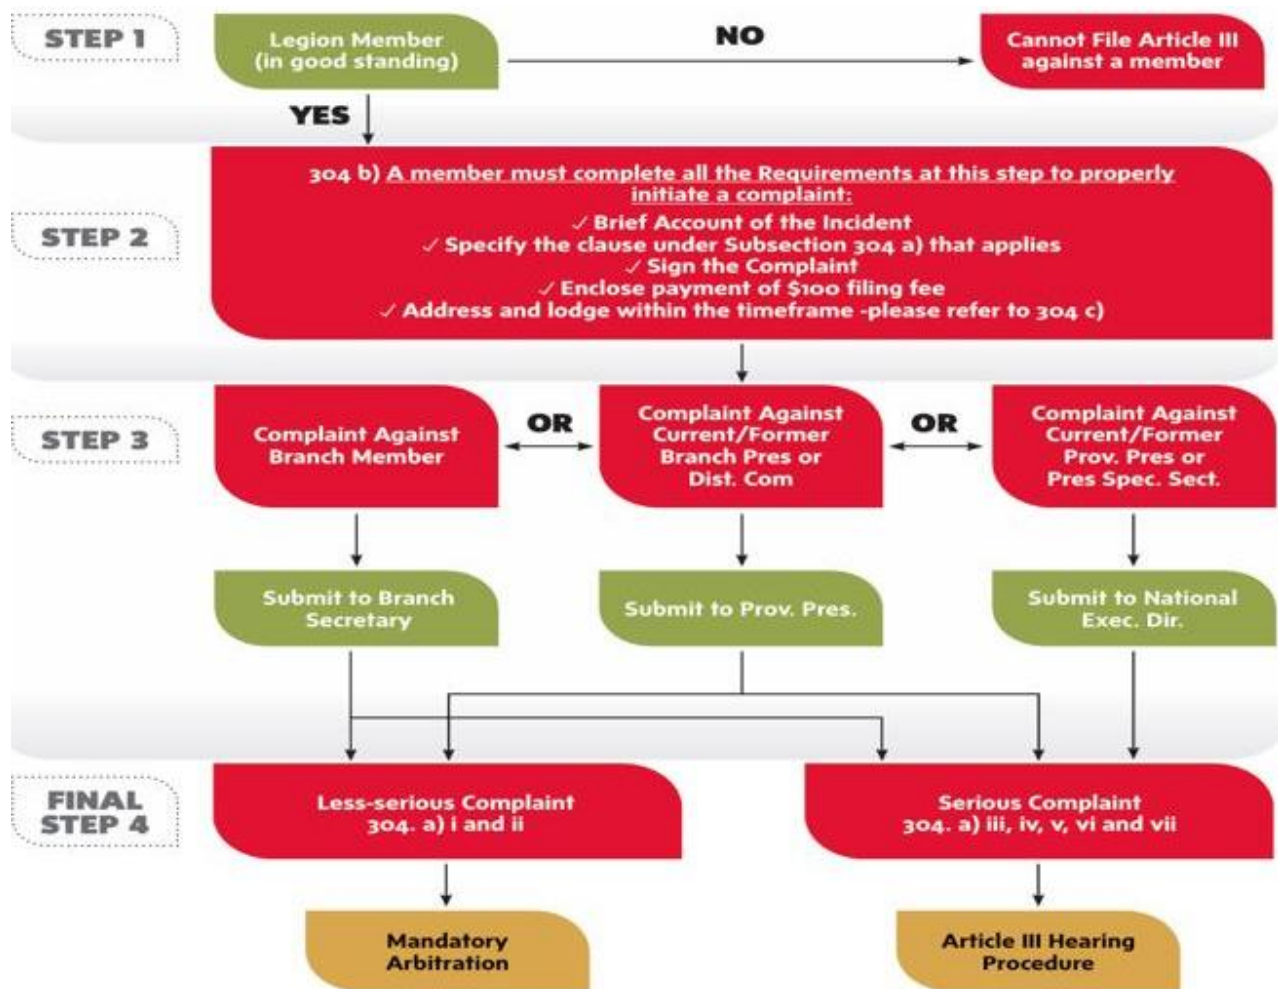 STEP 1
Legion Member
(in good standing)
NO
Cannot File Article III
against a member
YES
STEP 2
304 b) A member must complete all the Requirements at this step to properly
initiate a complaint:
✓ Brief Account of the Incident
✓ Specify the clause under Subsection 304 a) that applies
✓ Sign the Complaint
✓ Enclose payment of $100 filing fee
✓ Address and lodge within the timeframe -please refer to 304 c)
STEP 3
Complaint Against
Branch Member
OR
Complaint Against
Current/Former
Branch Pres or
Dist. Com
OR
Complaint Against
Current/Former
Prov. Pres or
Pres Spec. Sect.
Submit to Branch
Secretary
Submit to Prov. Pres.
Submit to National
Exec. Dir.
FINAL
STEP 4
Less-serious Complaint
304. a) i and ii
Serious Complaint
304. a) iii, iv, v, vi and vii
Mandatory
Arbitration
Article III Hearing
Procedure